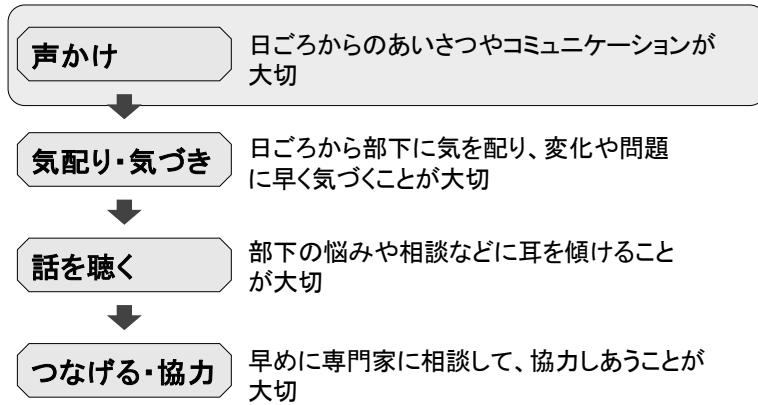 声かけ
日ごろからのあいさつやコミュニケーションが
大切
気配り・気づき
日ごろから部下に気を配り、変化や問題
に早く気づくことが大切
話を聴く
部下の悩みや相談などに耳を傾けること
が大切
つなげる・協力
早めに専門家に相談して、協力しあうことが
大切